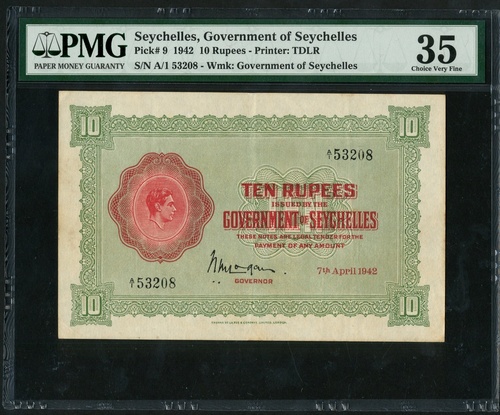 PMG
PAPER MONEY GUARANTY
Seychelles, Government of Seychelles
Pick# 9 1942 10 Rupees - Printer: TDLR
S/N A/1 53208 - Wmk: Government of Seychelles
35
Choice Very Fine
10
10
A/1 53208
TEN RUPEES
ISSUED BY THE
GOVERNMENT OF SEYCHELLES
THESE NOTES ARE LEGAL TENDER FOR THE
PAYMENT OF ANY AMOUNT
A/1 53208
7th April 1942
GOVERNOR
10
10